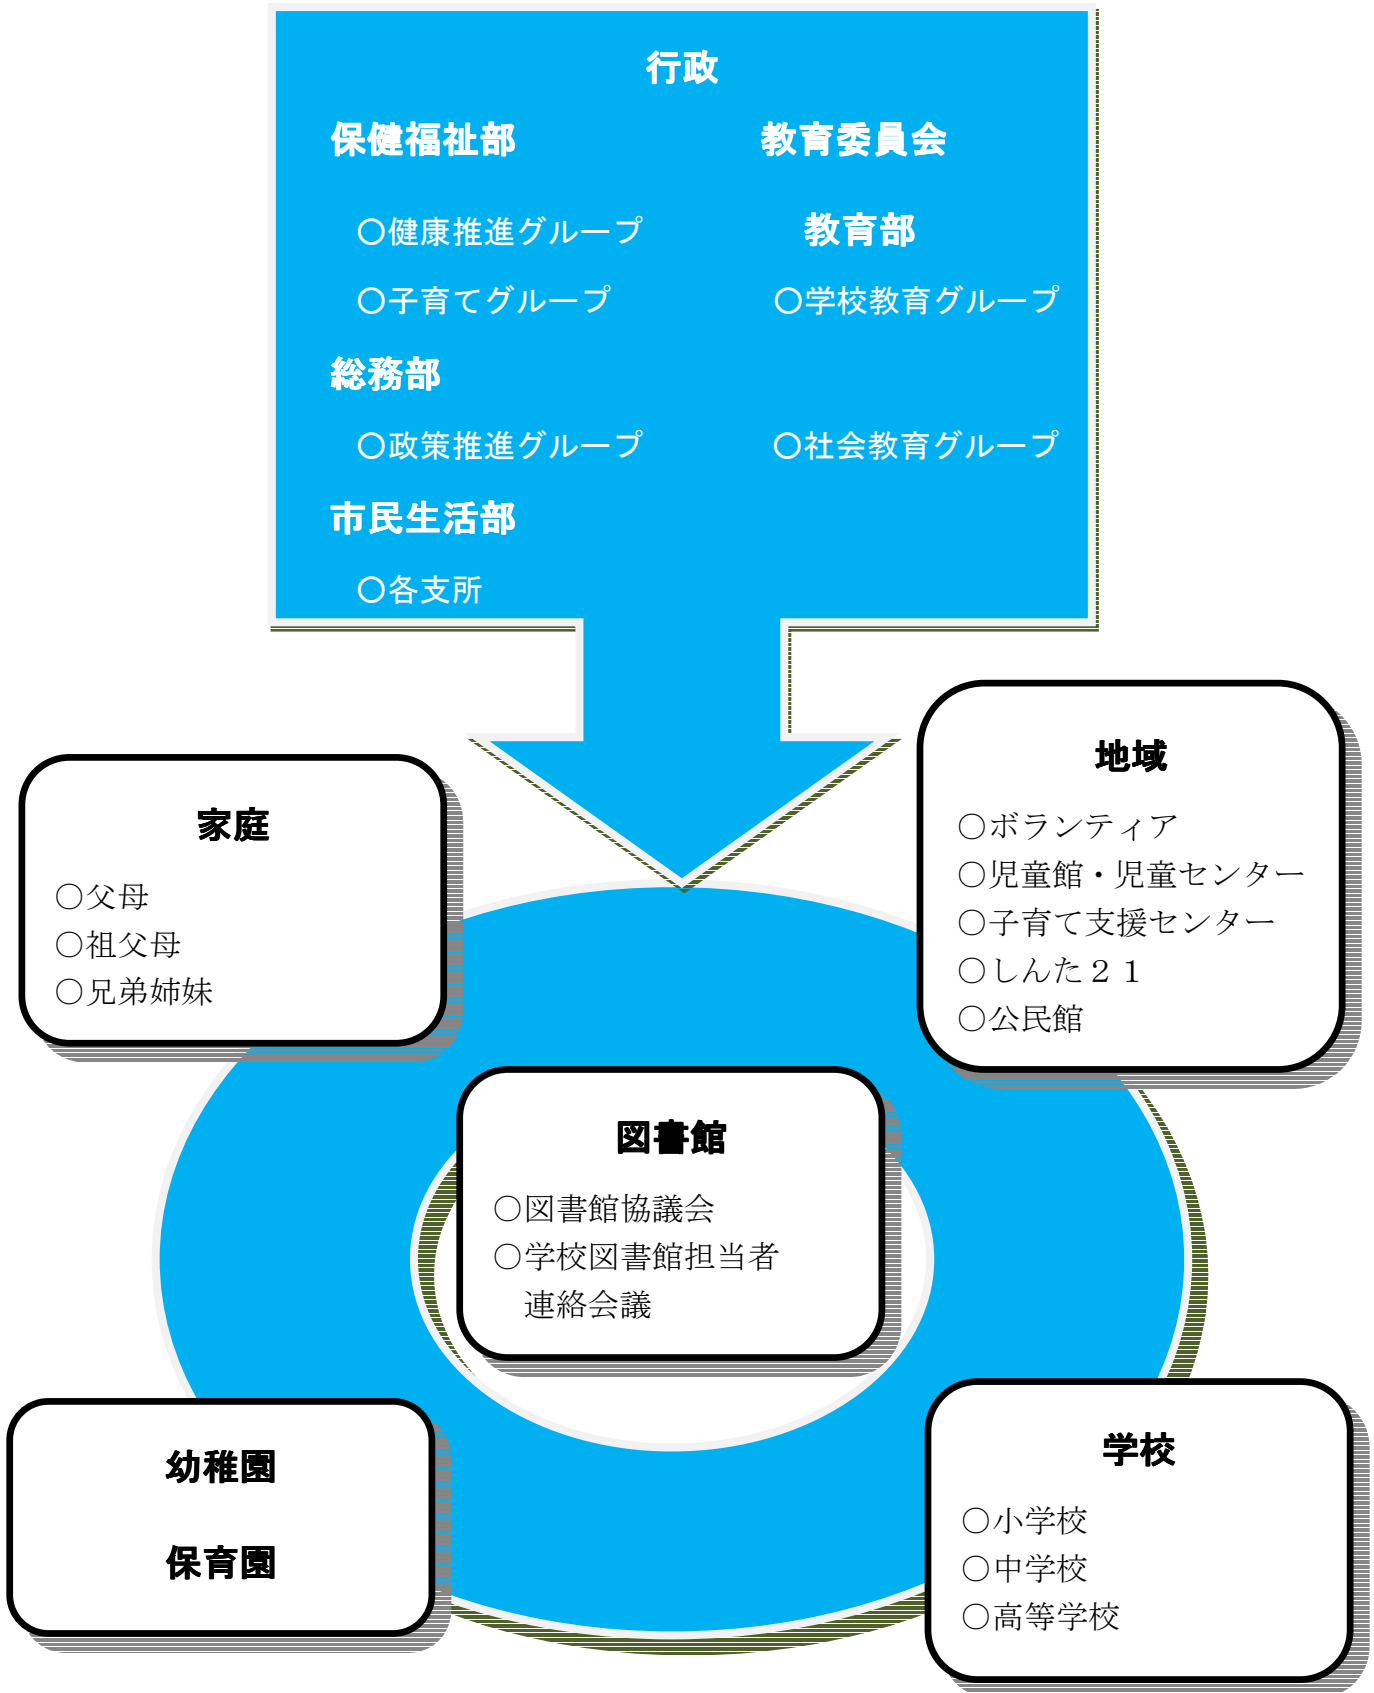 行政
保健福祉部
○健康推進グループ
○子育てグループ
総務部
○政策推進グループ
市民生活部
○各支所
教育委員会
教育部
○学校教育グループ
○社会教育グループ
家庭
○父母
○祖父母
○兄弟姉妹
地域
○ボランティア
○児童館・児童センター
○子育て支援センター
○しんた２１
○公民館
図書館
○図書館協議会
○学校図書館担当者
連絡会議
幼稚園
保育園
学校
○小学校
○中学校
○高等学校